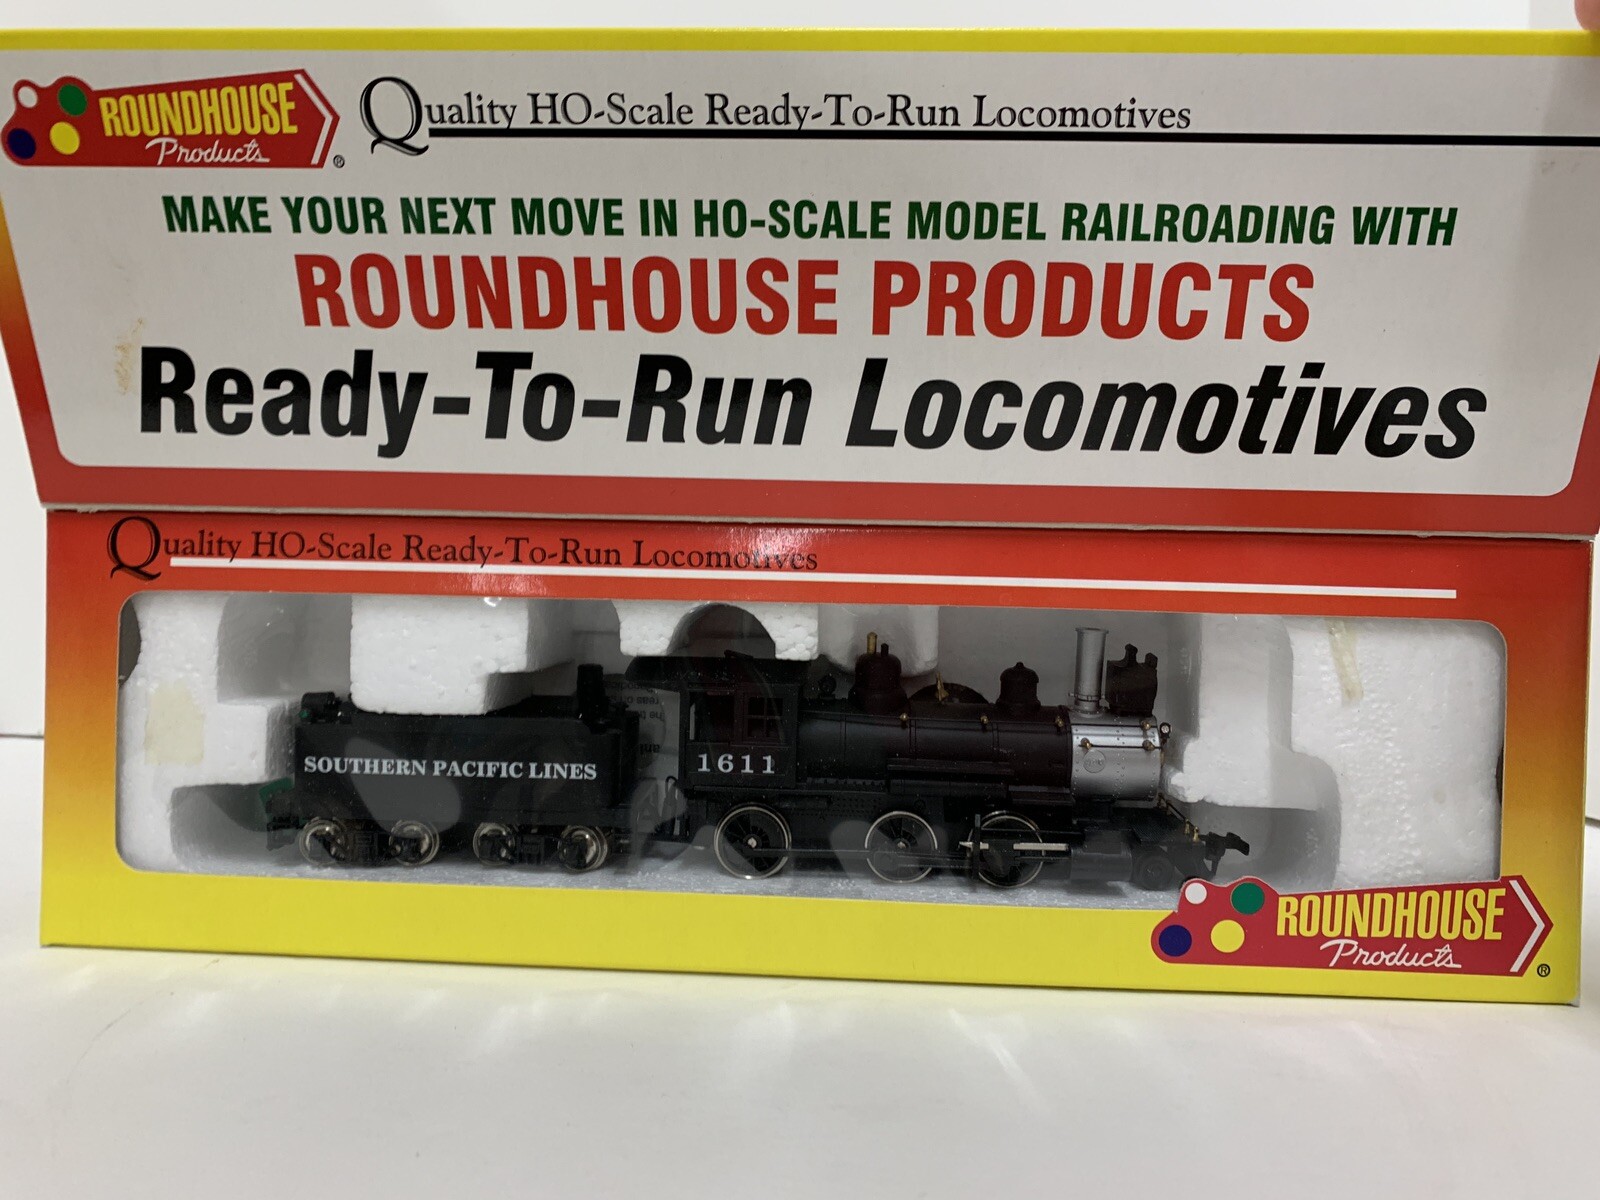 ROUNDHOUSE
Products ®
Quality HO-Scale Ready-To-Run Locomotives
MAKE YOUR NEXT MOVE IN HO-SCALE MODEL RAILROADING WITH
ROUNDHOUSE PRODUCTS
Ready-To-Run Locomotives
Quality HO-Scale Ready-To-Run Locomotives
SOUTHERN PACIFIC LINES
1611
ROUNDHOUSE
Products ®